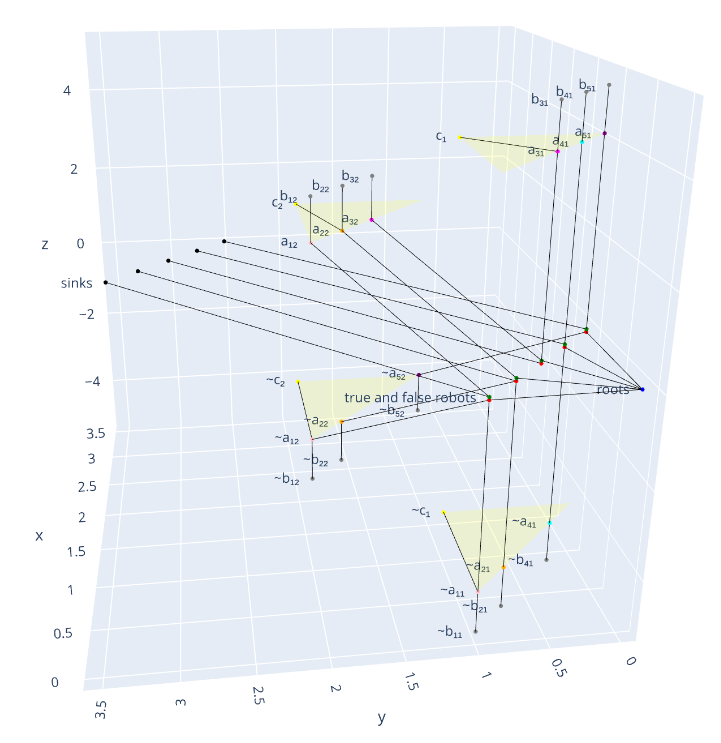 b₅₁
b₄₁
b₃₁
a₅₁
a₄₁
a₃₁
c₁
b₃₂
b₂₂
b₁₂
c₂
a₃₂
a₂₂
a₁₂
sinks
~a₅₂
~c₂
roots
true and false robots
~b₅₂
~a₂₂
~a₁₂
~b₂₂
~b₁₂
~c₁
~a₄₁
~b₄₁
~a₂₁
~a₁₁
~b₂₁
~b₁₁
4
2
0
−2
−4
z
3.5
3
2.5
2
1.5
1
0.5
0
x
3.5
3
2.5
2
1.5
1
0.5
0
y